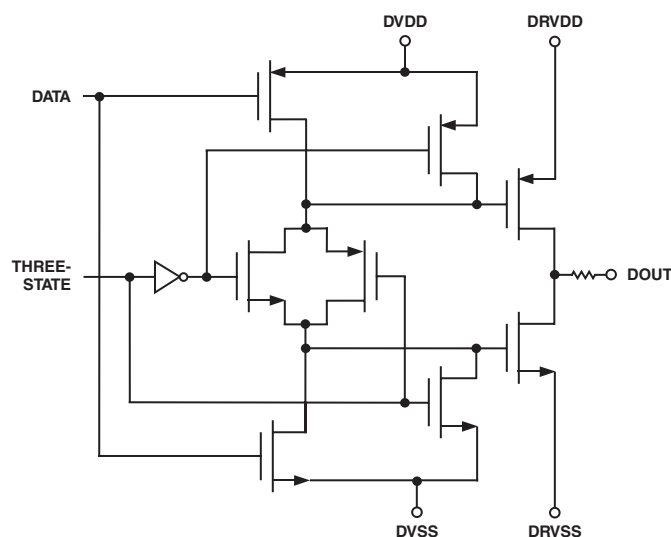 DVDD
DRVDD
DATA
THREE-
STATE
DOUT
DVSS
DRVSS